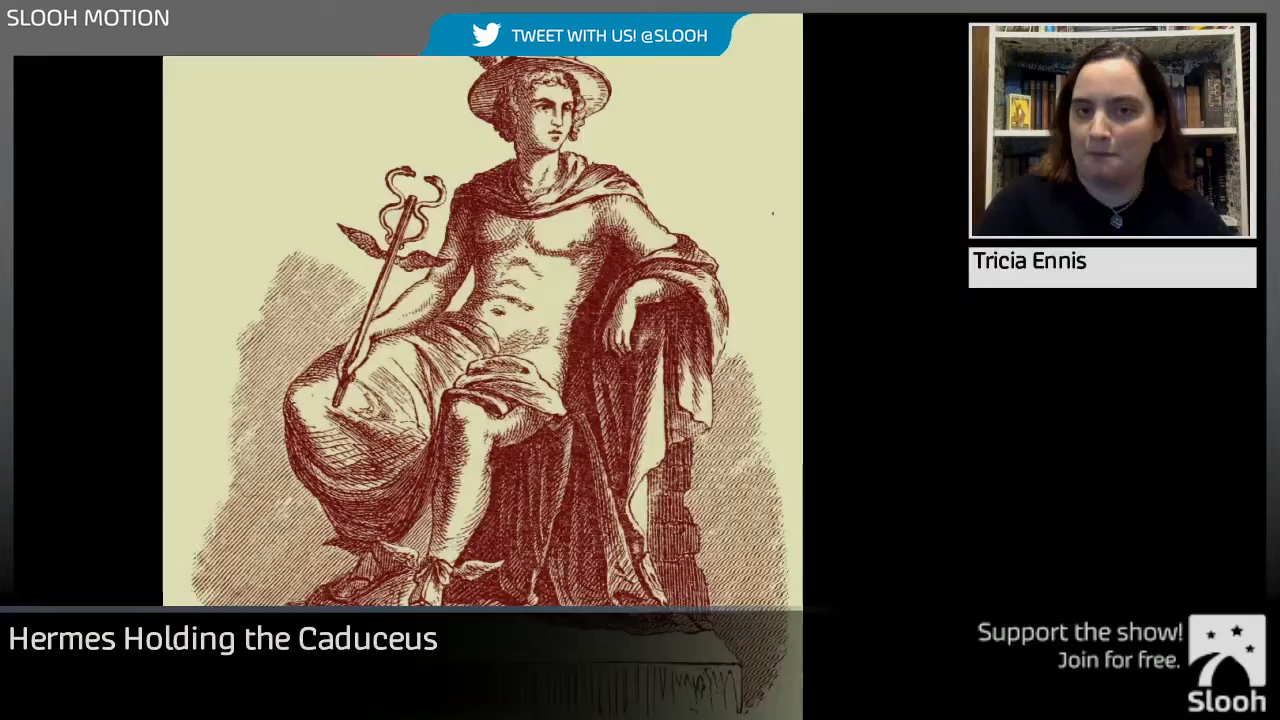 SLOOH MOTION
TWEET WITH US! @SLOOH
Tricia Ennis
Hermes Holding the Caduceus
Support the show!
Join for free.
Slooh